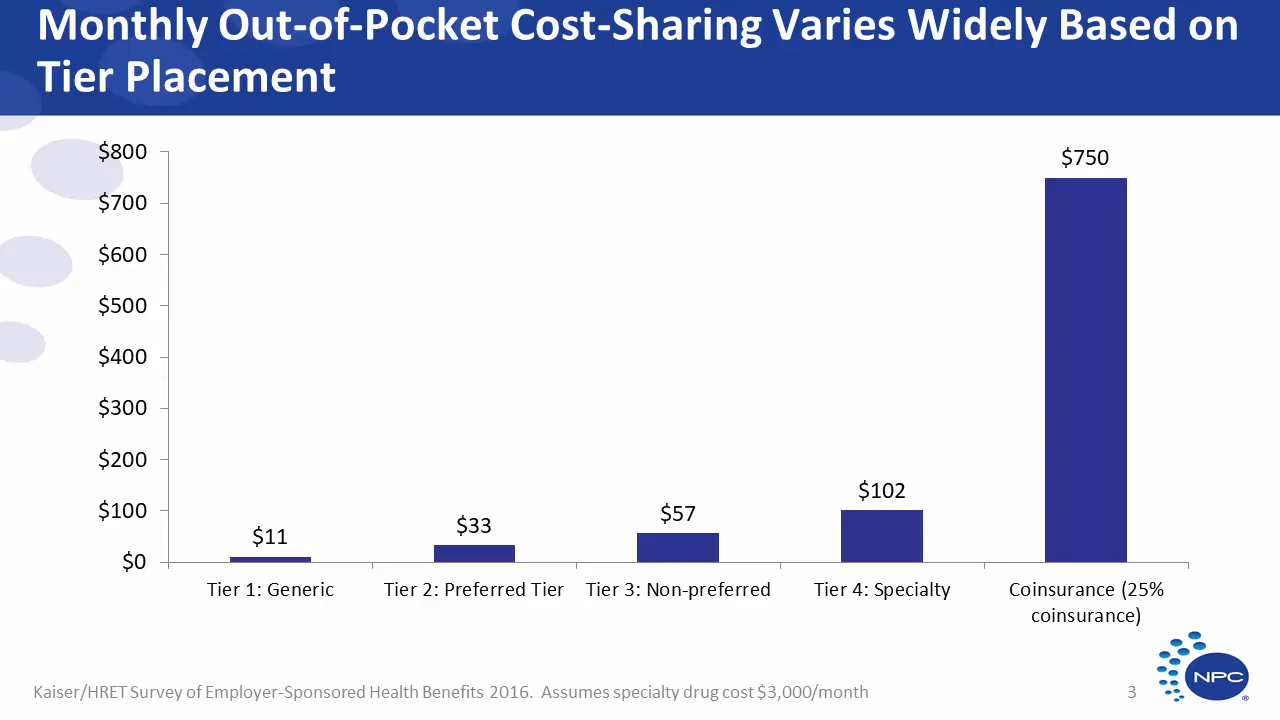 Monthly Out-of-Pocket Cost-Sharing Varies Widely Based on
Tier Placement
$800
$700
$600
$500
$400
$300
$200
$100
$0
$11
$33
$57
$102
$750
Tier 1: Generic
Tier 2: Preferred Tier
Tier 3: Non-preferred
Tier 4: Specialty
Coinsurance (25%
coinsurance)
Kaiser/HRET Survey of Employer-Sponsored Health Benefits 2016.  Assumes specialty drug cost $3,000/month
3
NPC
®